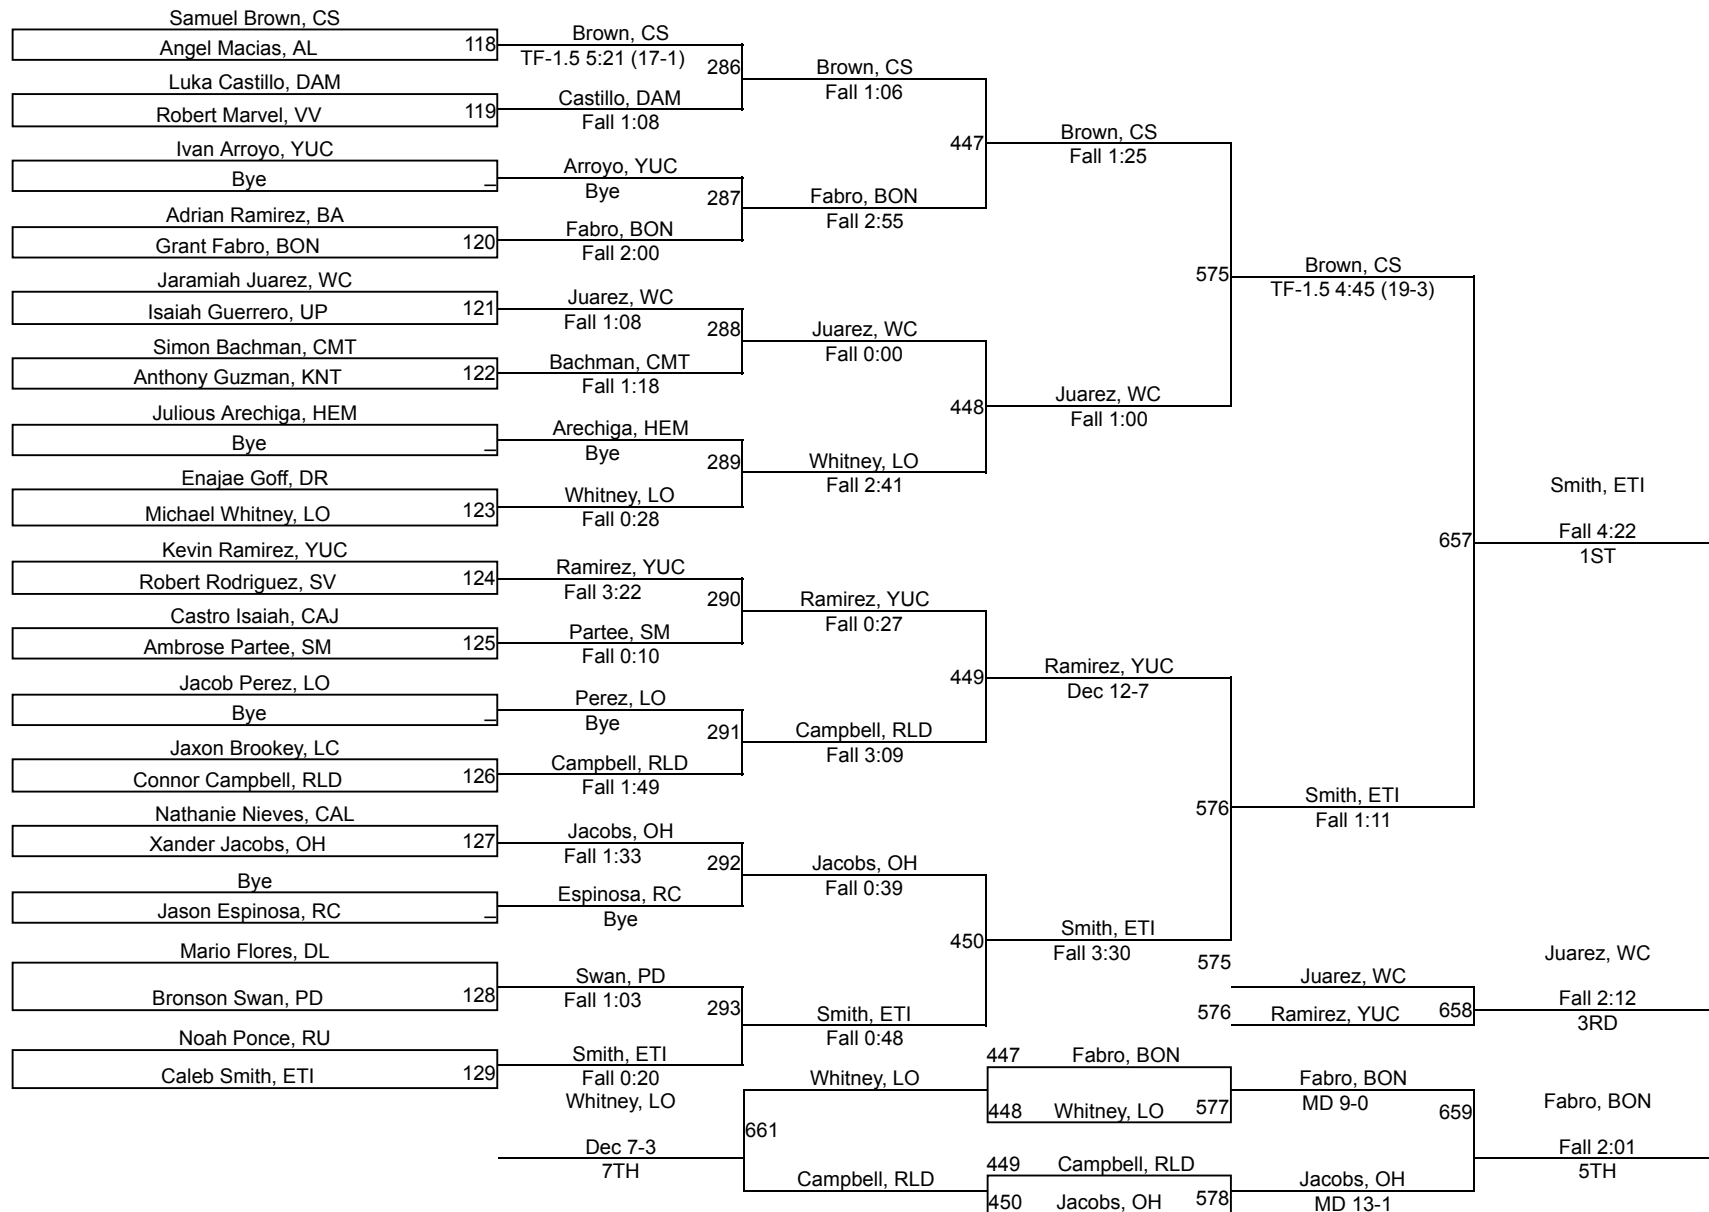 Samuel Brown, CS
Angel Macias, AL 118
Luka Castillo, DAM
Robert Marvel, VV 119
Ivan Arroyo, YUC
Bye _
Adrian Ramirez, BA
Grant Fabro, BON 120
Jaramiah Juarez, WC
Isaiah Guerrero, UP 121
Simon Bachman, CMT
Anthony Guzman, KNT 122
Julious Arechiga, HEM
Bye _
Enajae Goff, DR
Michael Whitney, LO 123
Kevin Ramirez, YUC
Robert Rodriguez, SV 124
Castro Isaiah, CAJ
Ambrose Partee, SM 125
Jacob Perez, LO
Bye _
Jaxon Brookey, LC
Connor Campbell, RLD 126
Nathanie Nieves, CAL
Xander Jacobs, OH 127
Bye
Jason Espinosa, RC _
Mario Flores, DL
Bronson Swan, PD 128
Noah Ponce, RU
Caleb Smith, ETI 129
Brown, CS
TF-1.5 5:21 (17-1)
286
Castillo, DAM
Fall 1:08
Arroyo, YUC
Bye
287
Fabro, BON
Fall 2:00
Juarez, WC
Fall 1:08
288
Bachman, CMT
Fall 1:18
Arechiga, HEM
Bye
289
Whitney, LO
Fall 0:28
Ramirez, YUC
Fall 3:22
290
Partee, SM
Fall 0:10
Perez, LO
Bye
291
Campbell, RLD
Fall 1:49
Jacobs, OH
Fall 1:33
292
Espinosa, RC
Bye
Swan, PD
Fall 1:03
293
Smith, ETI
Fall 0:20
Whitney, LO
Dec 7-3
7TH
Brown, CS
Fall 1:06
447
Fabro, BON
Fall 2:55
Juarez, WC
Fall 0:00
448
Whitney, LO
Fall 2:41
Ramirez, YUC
Fall 0:27
449
Campbell, RLD
Fall 3:09
Jacobs, OH
Fall 0:39
450
Smith, ETI
Fall 0:48
Whitney, LO
661
Campbell, RLD
Brown, CS
Fall 1:25
575
Juarez, WC
Fall 1:00
Ramirez, YUC
Dec 12-7
576
Smith, ETI
Fall 3:30
447 Fabro, BON
448 Whitney, LO 577
449 Campbell, RLD
450 Jacobs, OH 578
Brown, CS
TF-1.5 4:45 (19-3)
657
Smith, ETI
Fall 1:11
575 Juarez, WC
576 Ramirez, YUC 658
Fabro, BON
MD 9-0
659
Jacobs, OH
MD 13-1
Smith, ETI
Fall 4:22
1ST
Juarez, WC
Fall 2:12
3RD
Fabro, BON
Fall 2:01
5TH